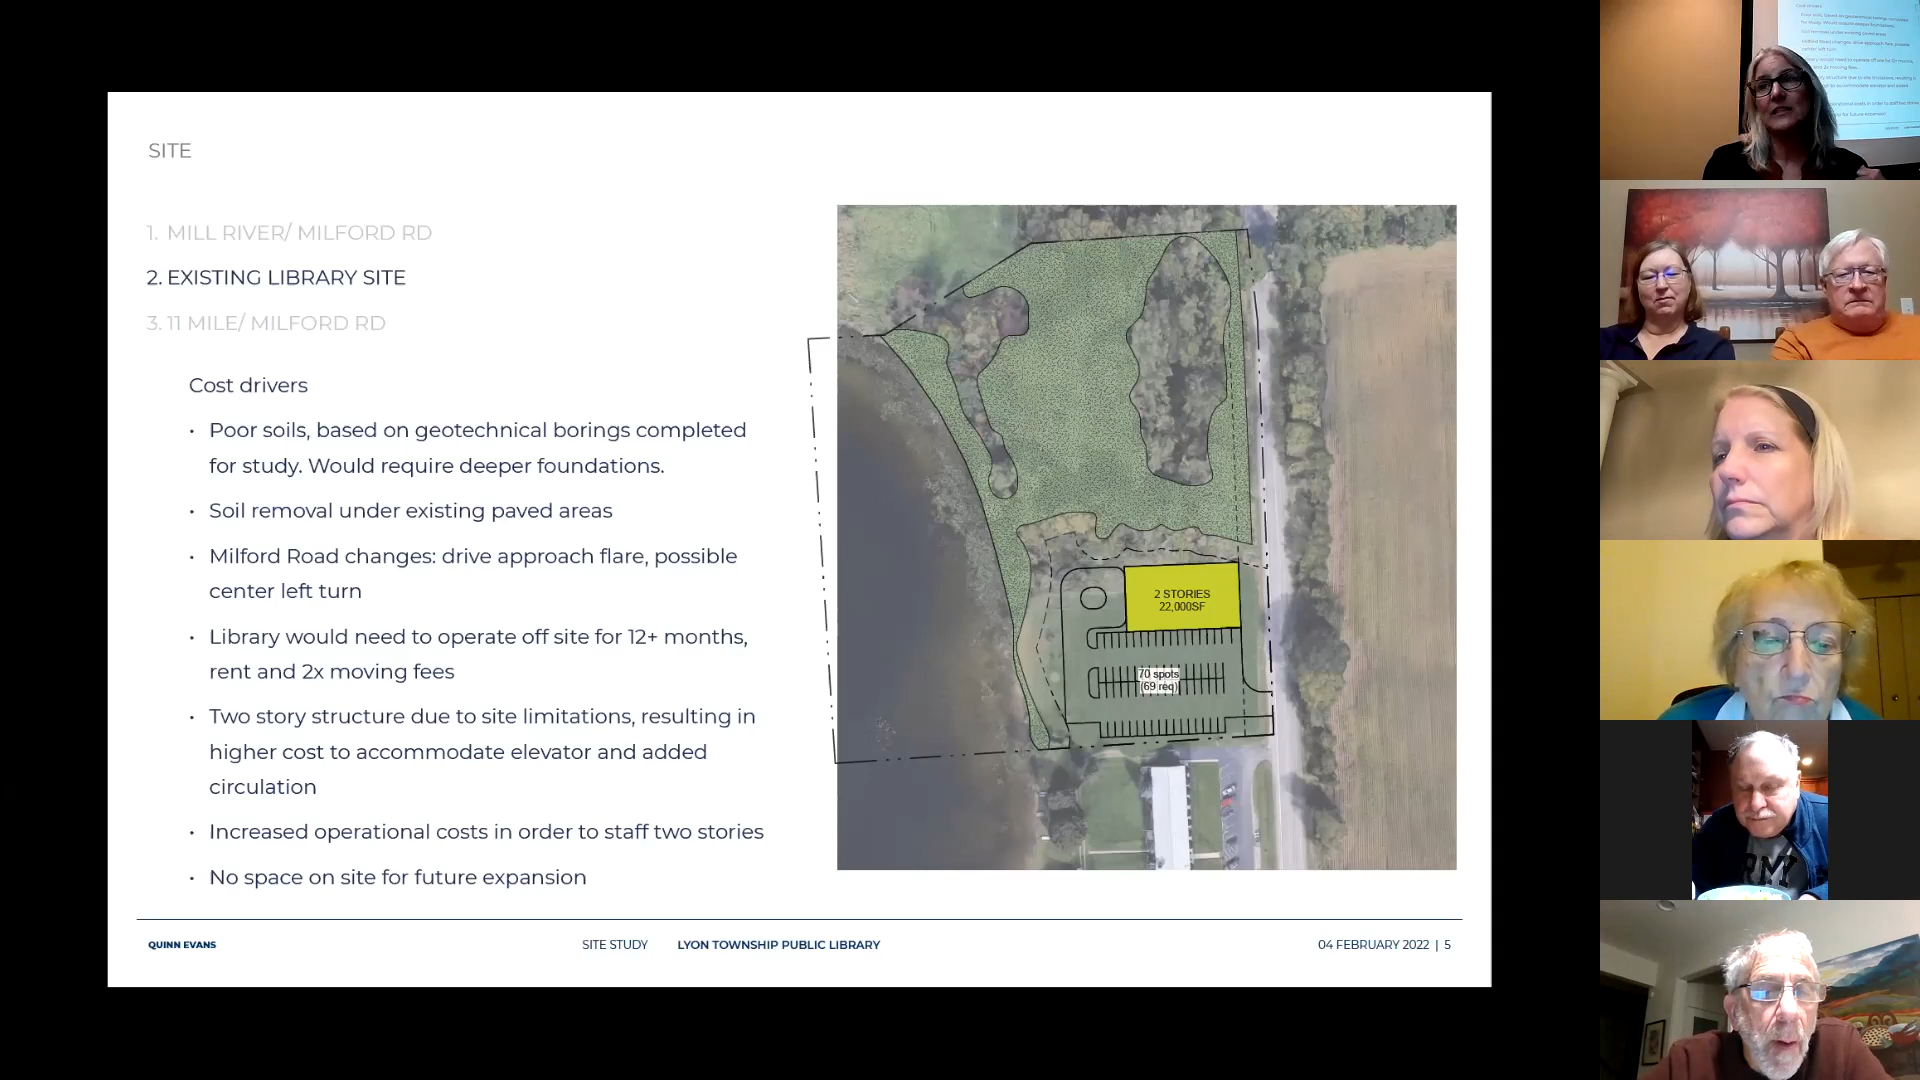 SITE
1. MILL RIVER/ MILFORD RD
2. EXISTING LIBRARY SITE
3. 11 MILE/ MILFORD RD
Cost drivers
• Poor soils, based on geotechnical borings completed
for study. Would require deeper foundations.
• Soil removal under existing paved areas
• Milford Road changes: drive approach flare, possible
center left turn
• Library would need to operate off site for 12+ months,
rent and 2x moving fees
• Two story structure due to site limitations, resulting in
higher cost to accommodate elevator and added
circulation
• Increased operational costs in order to staff two stories
• No space on site for future expansion
2 STORIES
22,000SF
70 spots
(69 req)
QUINN EVANS
SITE STUDY
LYON TOWNSHIP PUBLIC LIBRARY
04 FEBRUARY 2022 | 5